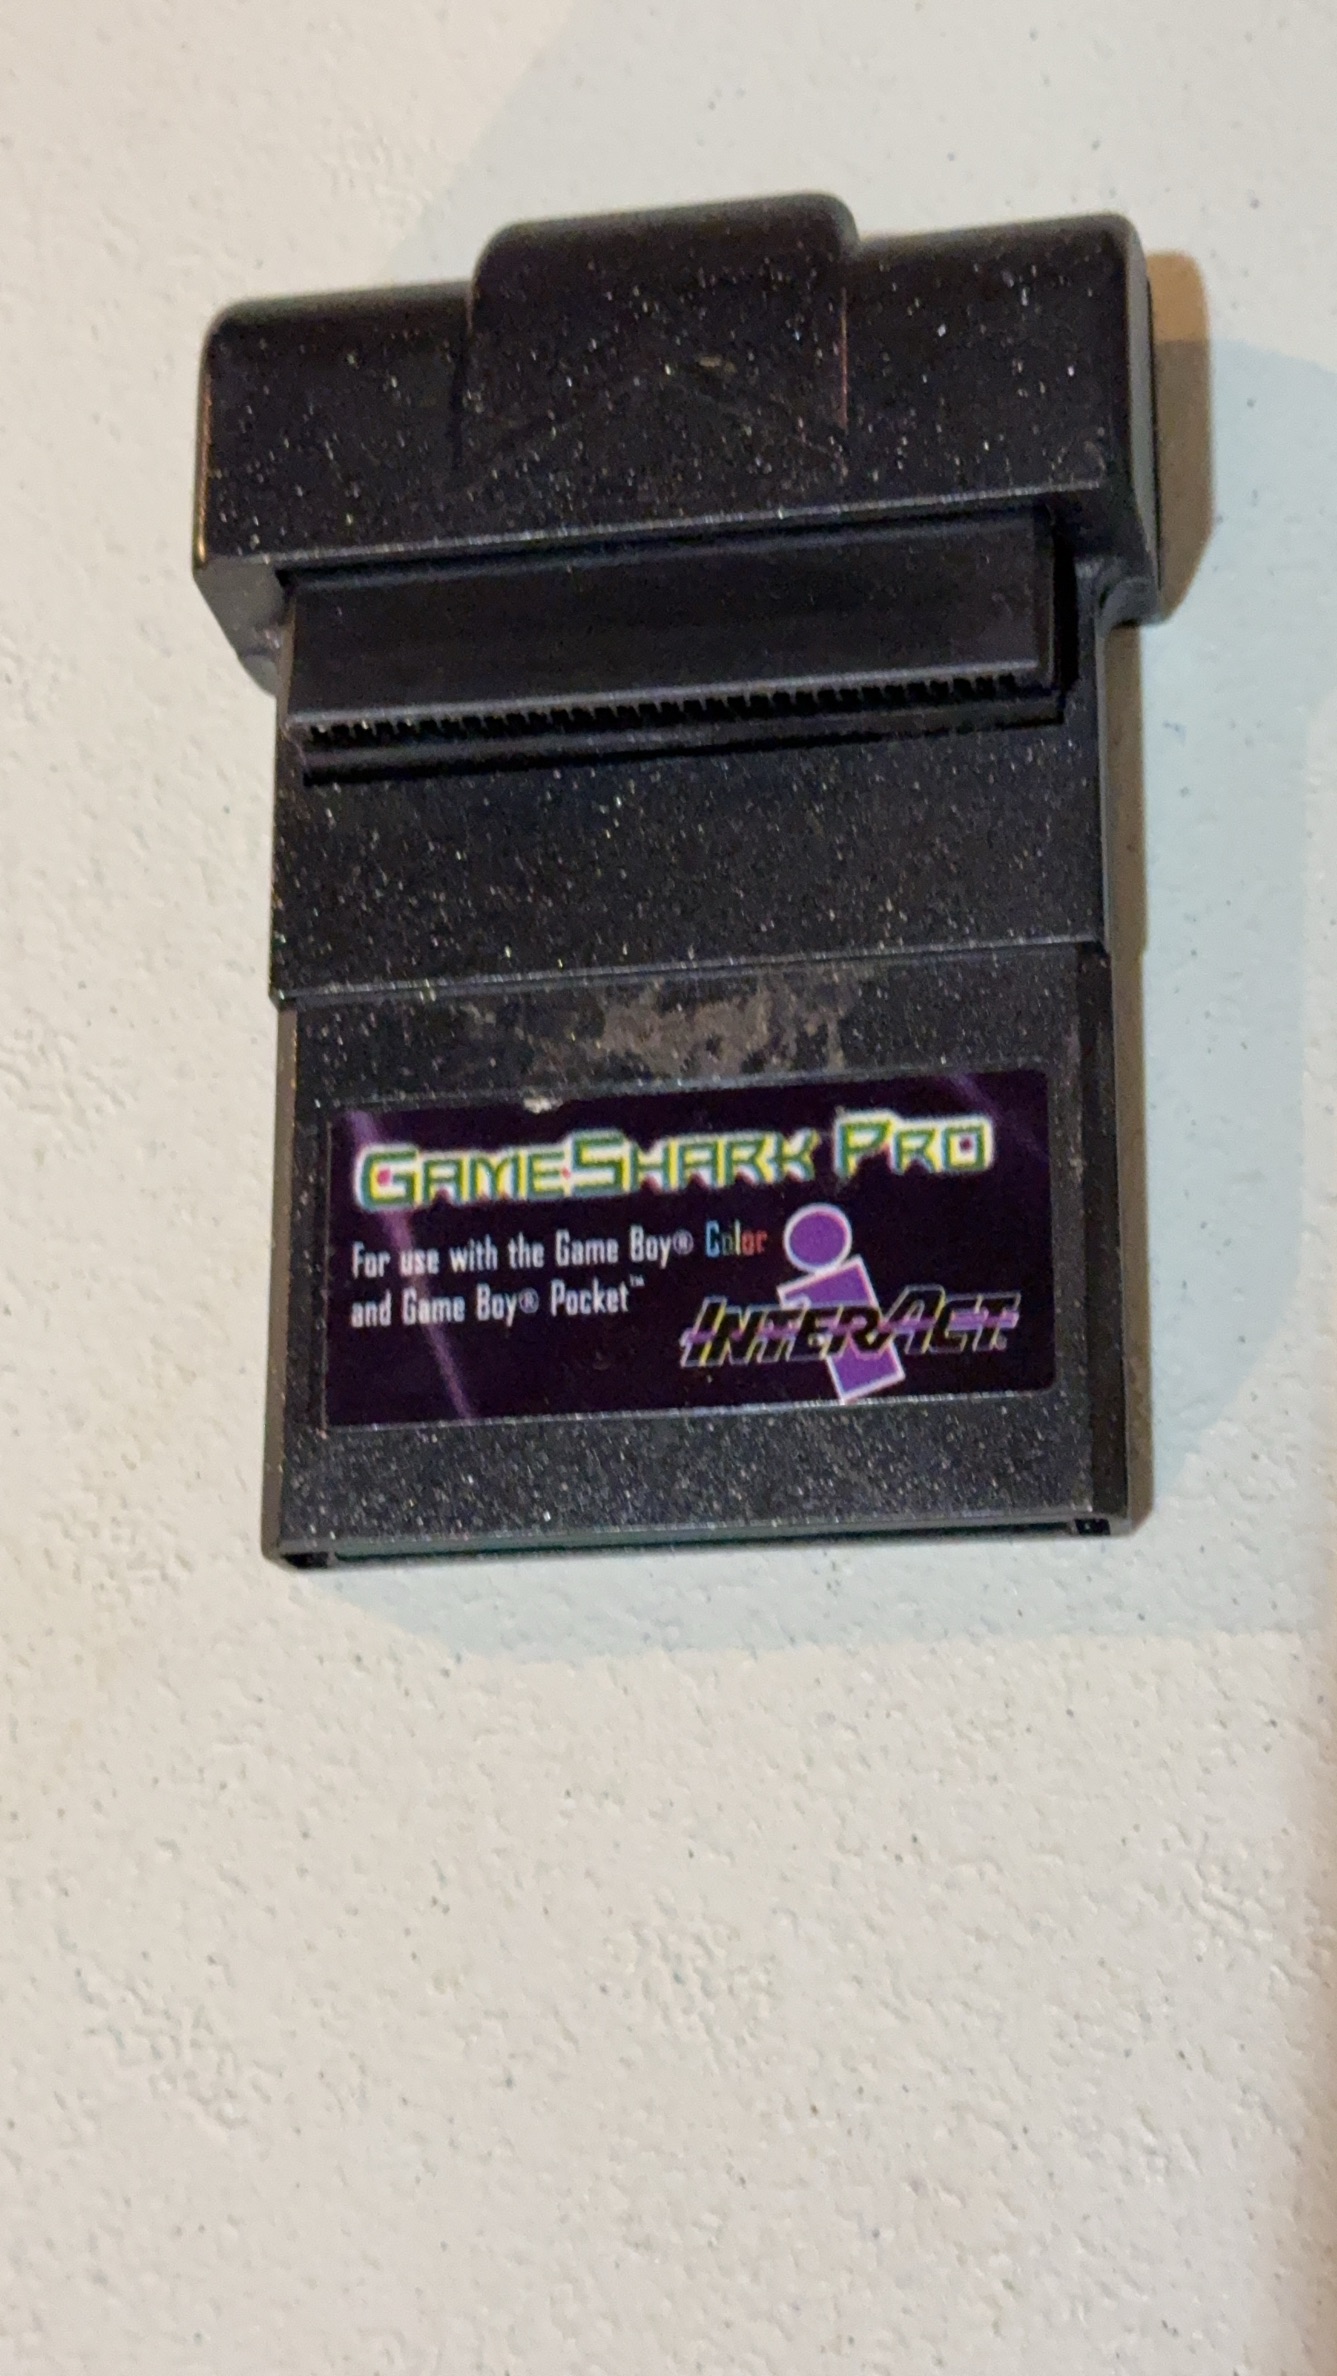 GAMESHARK PRO
For use with the Game Boy® Color
and Game Boy® Pocket™
INTERACT